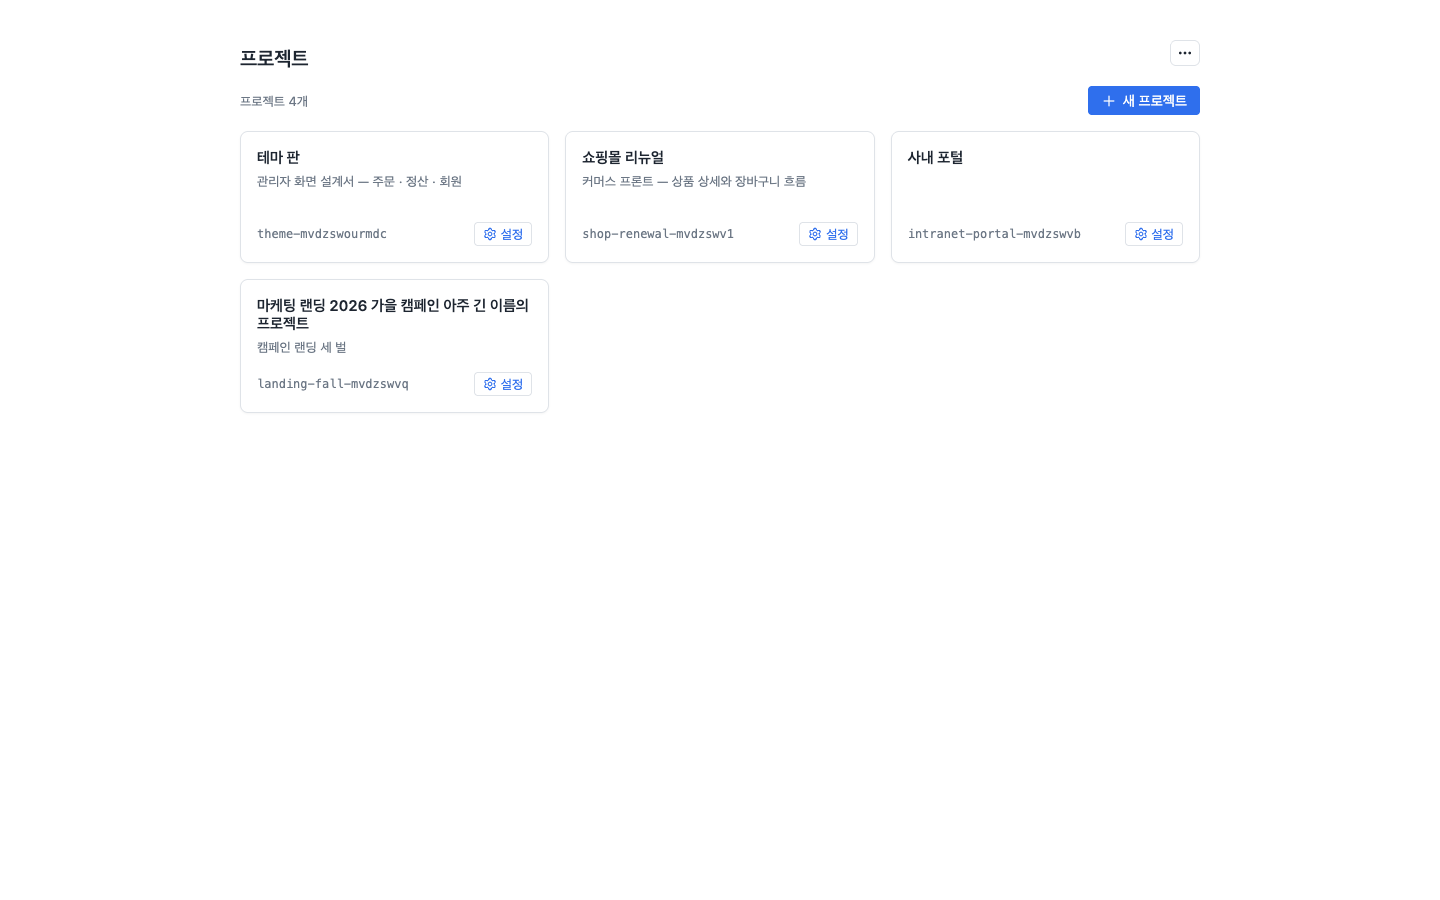 프로젝트
프로젝트 4개
새 프로젝트
테마 판
관리자 화면 설계서 — 주문 · 정산 · 회원
theme-mvdzswourmdc
설정
쇼핑몰 리뉴얼
커머스 프론트 — 상품 상세와 장바구니 흐름
shop-renewal-mvdzswv1
설정
사내 포털
intranet-portal-mvdzswvb
설정
마케팅 랜딩 2026 가을 캠페인 아주 긴 이름의
프로젝트
캠페인 랜딩 세 벌
landing-fall-mvdzswvq
설정